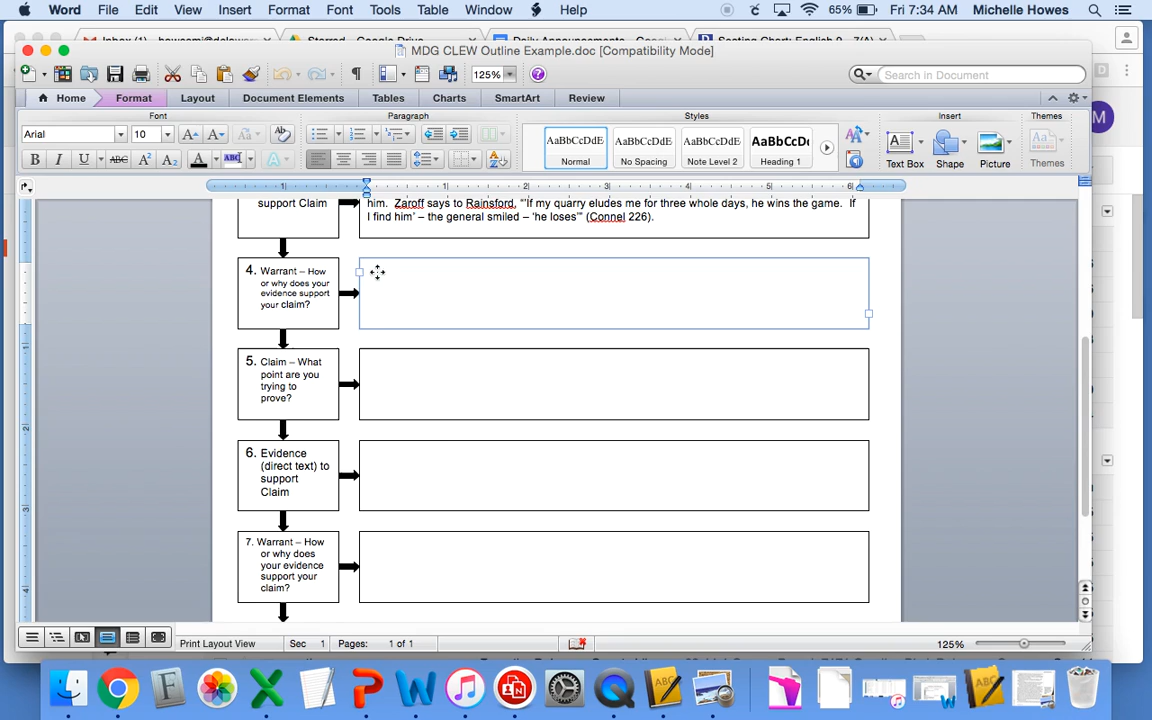 Word File Edit View Insert Format Font Tools Table Window Help 65% Fri 7:34 AM Michelle Howes
MDG CLEW Outline Example.doc [Compatibility Mode]
125% Search in Document
Home Format Layout Document Elements Tables Charts SmartArt Review
Font Paragraph Styles Insert Themes
Arial 10 AaBbCcDdE AaBbCcDdE AaBbCcDdE AaBbCcDc
Normal No Spacing Note Level 2 Heading 1 Text Box Shape Picture Themes
support Claim
him. Zaroff says to Rainsford, "'If my quarry eludes me for three whole days, he wins the game. If
I find him' – the general smiled – 'he loses'" (Connel 226).
4. Warrant – How
or why does your
evidence support
your claim?
5. Claim – What
point are you
trying to
prove?
6. Evidence
(direct text) to
support
Claim
7. Warrant – How
or why does
your evidence
support your
claim?
Print Layout View Sec 1 Pages: 1 of 1 125%